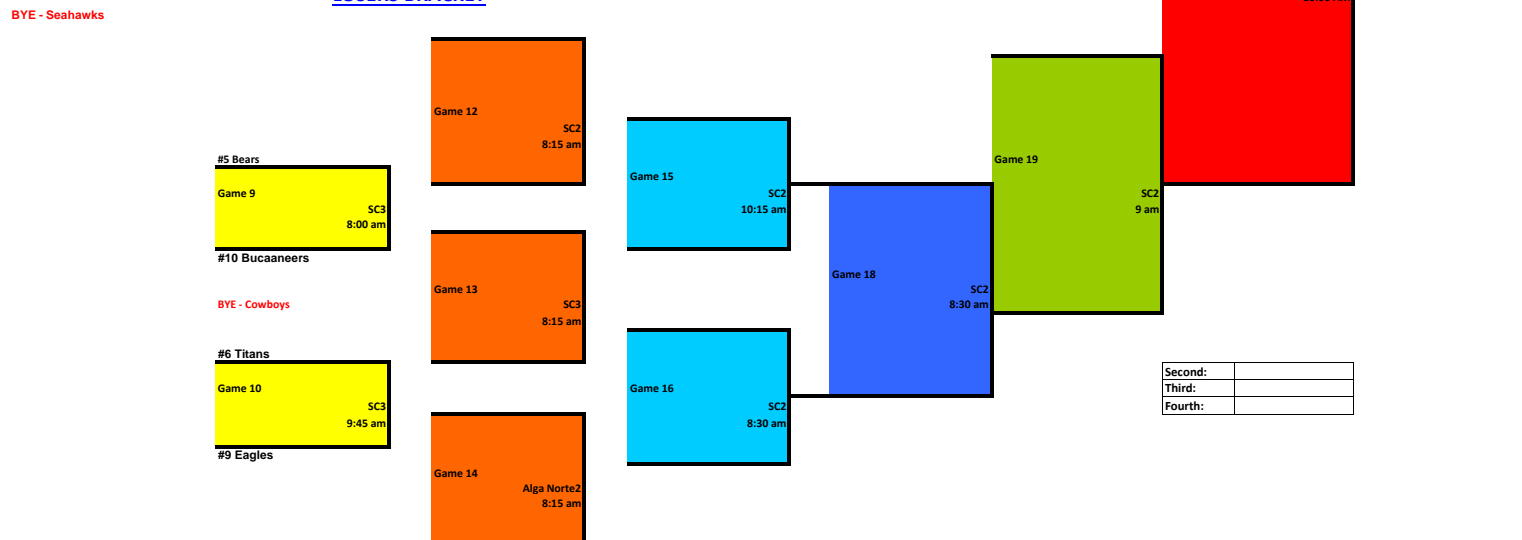 BYE - Seahawks
Game 12
SC2
8:15 am
#5 Bears
Game 9
SC3
8:00 am
#10 Bucaaneers
BYE - Cowboys
Game 13
SC3
8:15 am
#6 Titans
Game 10
SC3
9:45 am
#9 Eagles
Game 14
Alga Norte2
8:15 am
Game 15
SC2
10:15 am
Game 16
SC2
8:30 am
Game 18
SC2
8:30 am
Game 19
SC2
9 am
Second:
Third:
Fourth: